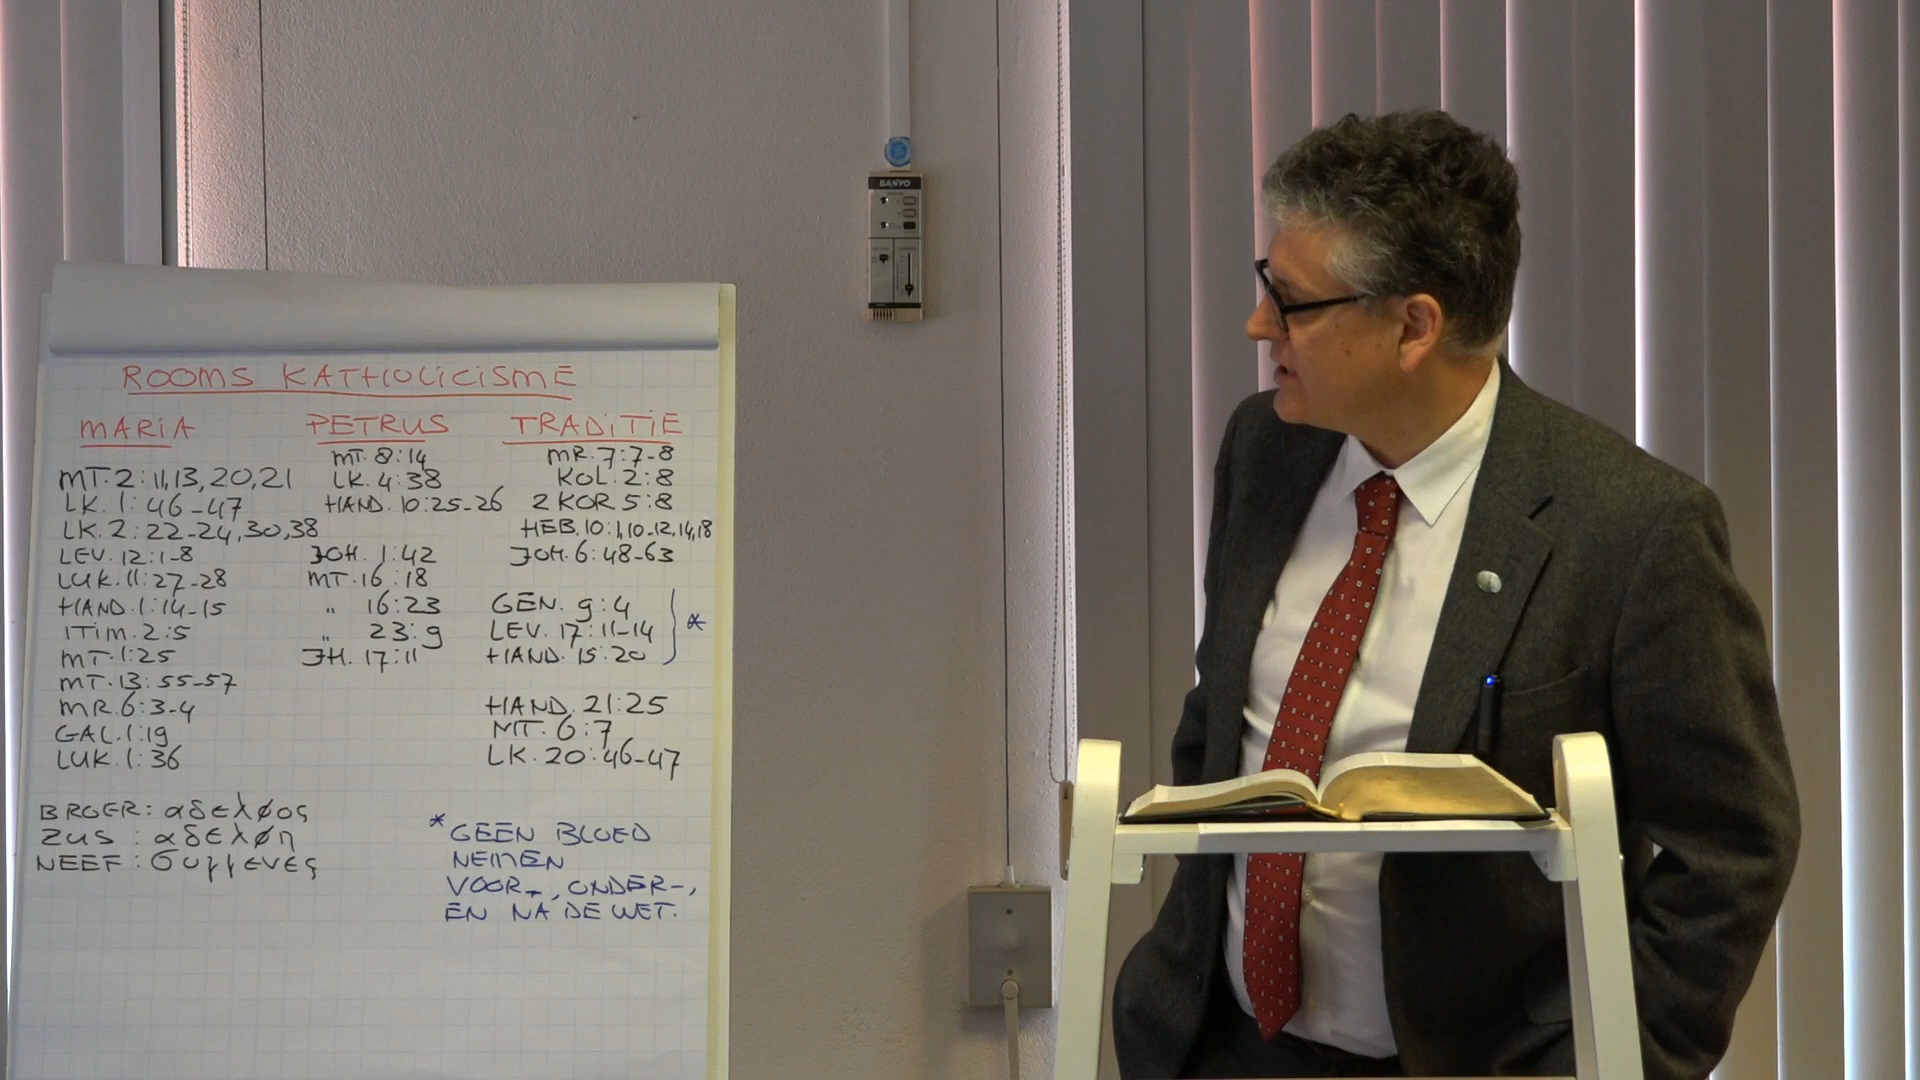 SANYO
ROOMS KATHOLICISME
MARIA
MT. 2:11,13,20,21
LK. 1:46-47
LK. 2:22-24,30,38
LEV. 12:1-8
LUK. 11:27-28
HAND. 1:14-15
1TIM. 2:5
MT. 1:25
MT. 13:55-57
MR. 6:3-4
GAL. 1:19
LUK. 1:36
BROER: αδελφος
ZUS : αδελφη
NEEF: συγγενες
PETRUS
MT. 8:14
LK. 4:38
HAND. 10:25-26
JOH. 1:42
MT. 16:18
" 16:23
" 23:9
JH. 17:11
TRADITIE
MR. 7:7-8
KOL. 2:8
2 KOR 5:8
HEB. 10:1,10-12,14,18
JOH. 6:48-63
GEN. 9:4
LEV. 17:11-14 *
HAND. 15:20
HAND. 21:25
MT. 6:7
LK. 20:46-47
* GEEN BLOED
NEMEN
VOOR-, ONDER-,
EN NA DE WET.